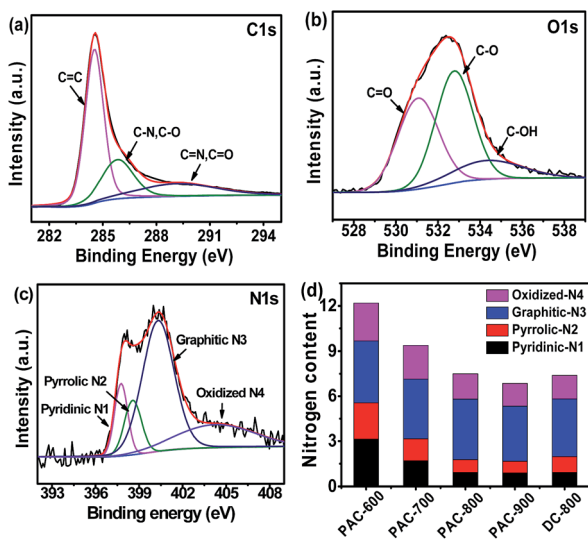 (a)
C1s
C=C
C-N,C-O
C=N,C=O
Intensity (a.u.)
282 285 288 291 294
Binding Energy (eV)
(b)
O1s
C=O
C-O
C-OH
Intensity (a.u.)
528 530 532 534 536 538
Binding Energy (eV)
(c)
N1s
Graphitic N3
Pyrrolic N2
Pyridinic N1
Oxidized N4
Intensity (a.u.)
393 396 399 402 405 408
Binding energy (eV)
(d)
Oxidized-N4
Graphitic-N3
Pyrrolic-N2
Pyridinic-N1
Nitrogen content
12
9
6
3
0
PAC-600
PAC-700
PAC-800
PAC-900
DC-800